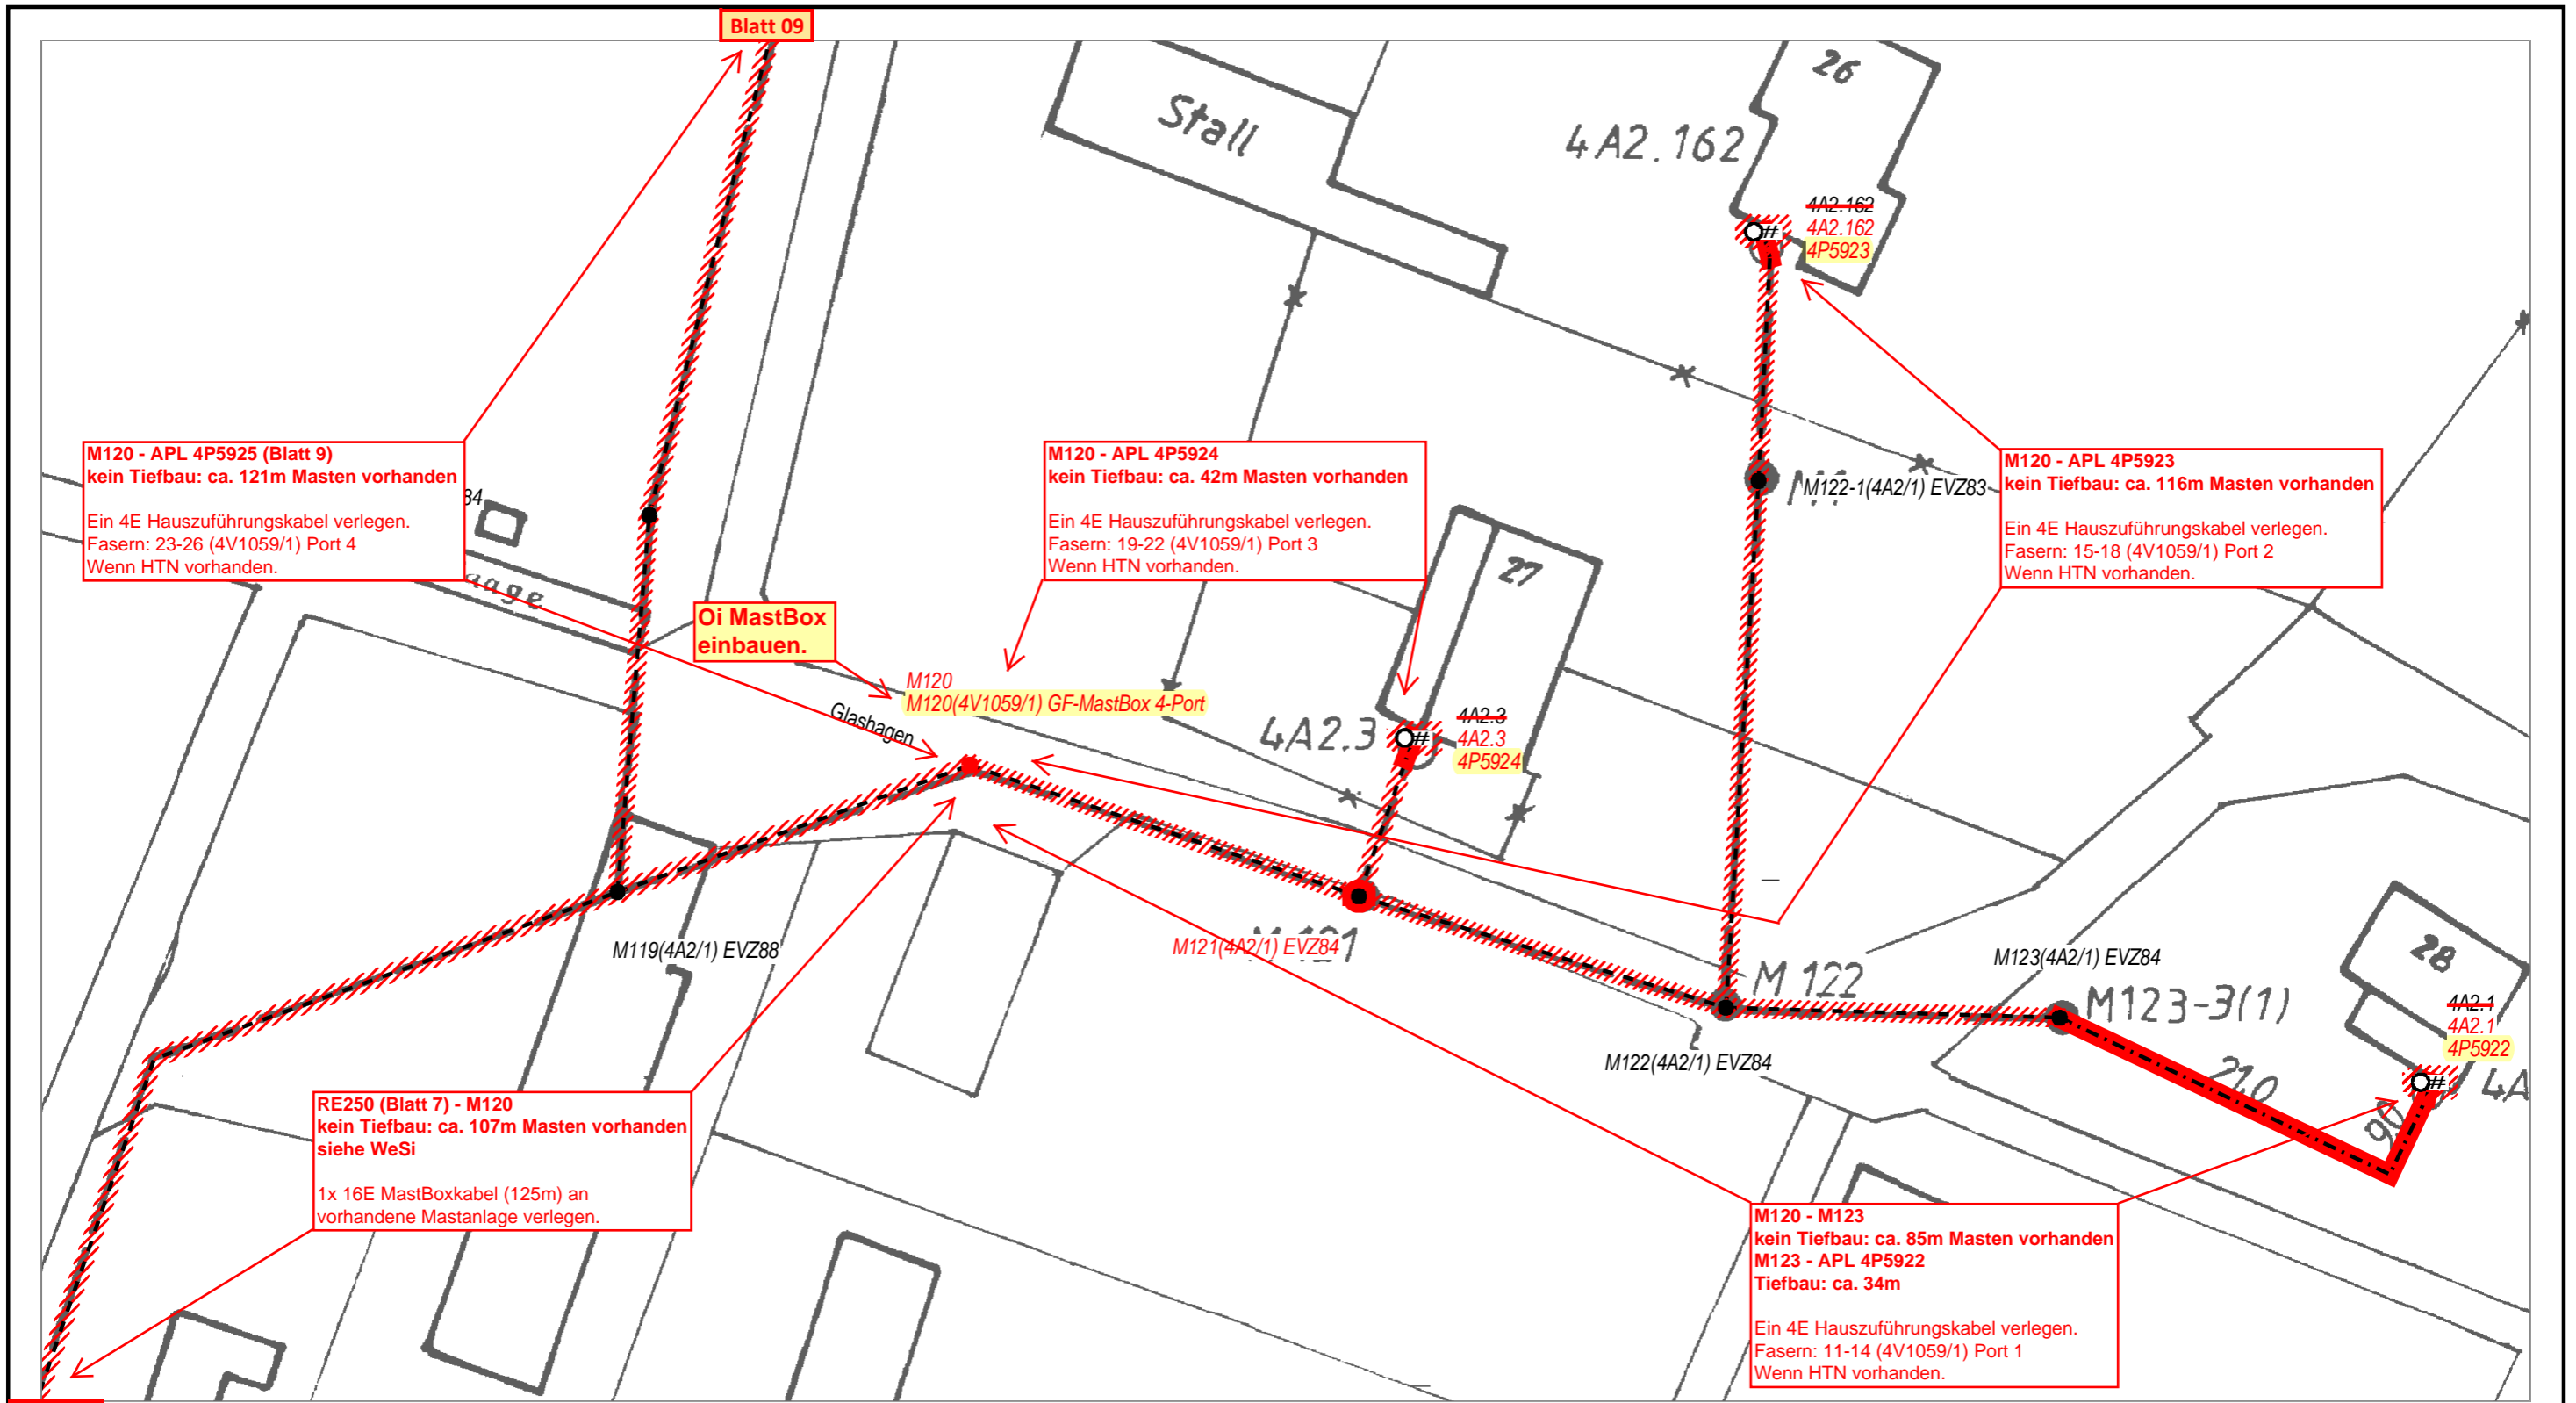 Blatt 09
26
Stall
4A2.162
4A2.162
4A2.162
4P5923
M120 - APL 4P5925 (Blatt 9)
kein Tiefbau: ca. 121m Masten vorhanden
Ein 4E Hauszuführungskabel verlegen.
Fasern: 23-26 (4V1059/1) Port 4
Wenn HTN vorhanden.
84
M120 - APL 4P5924
kein Tiefbau: ca. 42m Masten vorhanden
Ein 4E Hauszuführungskabel verlegen.
Fasern: 19-22 (4V1059/1) Port 3
Wenn HTN vorhanden.
M120 - APL 4P5923
kein Tiefbau: ca. 116m Masten vorhanden
Ein 4E Hauszuführungskabel verlegen.
Fasern: 15-18 (4V1059/1) Port 2
Wenn HTN vorhanden.
M122-1(4A2/1) EVZ83
27
Oi MastBox
einbauen.
M120
M120(4V1059/1) GF-MastBox 4-Port
Glashagen
4A2.3
4A2.3
4A2.3
4P5924
M119(4A2/1) EVZ88
M121(4A2/1) EVZ84
M 122
M122(4A2/1) EVZ84
M123(4A2/1) EVZ84
M123-3(1)
28
4A2.1
4A2.1
4P5922
4A
210
90
RE250 (Blatt 7) - M120
kein Tiefbau: ca. 107m Masten vorhanden
siehe WeSi
1x 16E MastBoxkabel (125m) an
vorhandene Mastanlage verlegen.
M120 - M123
kein Tiefbau: ca. 85m Masten vorhanden
M123 - APL 4P5922
Tiefbau: ca. 34m
Ein 4E Hauszuführungskabel verlegen.
Fasern: 11-14 (4V1059/1) Port 1
Wenn HTN vorhanden.